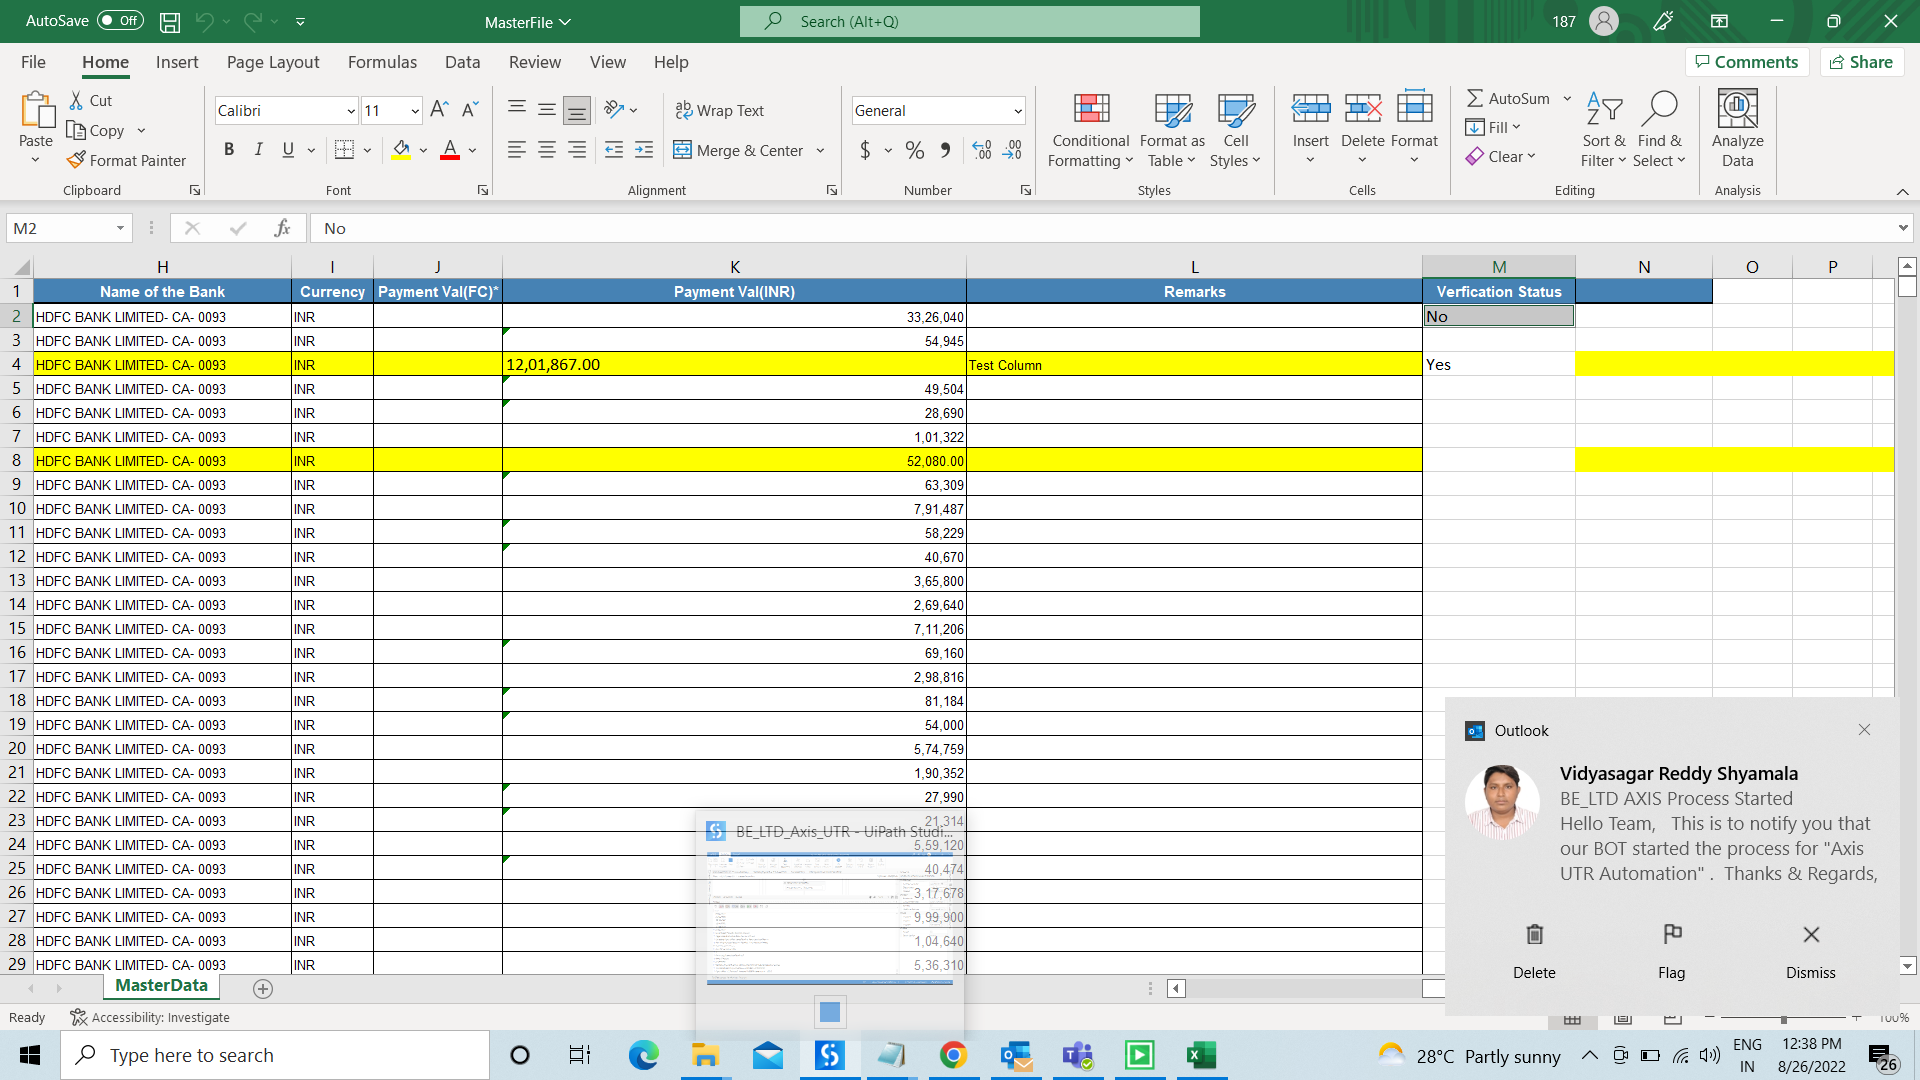 AutoSave Off MasterFile Search (Alt+Q) 187
File Home Insert Page Layout Formulas Data Review View Help Comments Share
Paste Cut Copy Format Painter Clipboard
Calibri 11 B I U A Font
Wrap Text Merge & Center Alignment
General $ % Number
Conditional Formatting Format as Table Cell Styles Styles
Insert Delete Format Cells
AutoSum Fill Clear Sort & Filter Find & Select Editing
Analyze Data Analysis
M2 fx No
H I J K L M N O P
1 Name of the Bank Currency Payment Val(FC)* Payment Val(INR) Remarks Verfication Status
2 HDFC BANK LIMITED- CA- 0093 INR 33,26,040 No
3 HDFC BANK LIMITED- CA- 0093 INR 54,945
4 HDFC BANK LIMITED- CA- 0093 INR 12,01,867.00 Test Column Yes
5 HDFC BANK LIMITED- CA- 0093 INR 49,504
6 HDFC BANK LIMITED- CA- 0093 INR 28,690
7 HDFC BANK LIMITED- CA- 0093 INR 1,01,322
8 HDFC BANK LIMITED- CA- 0093 INR 52,080.00
9 HDFC BANK LIMITED- CA- 0093 INR 63,309
10 HDFC BANK LIMITED- CA- 0093 INR 7,91,487
11 HDFC BANK LIMITED- CA- 0093 INR 58,229
12 HDFC BANK LIMITED- CA- 0093 INR 40,670
13 HDFC BANK LIMITED- CA- 0093 INR 3,65,800
14 HDFC BANK LIMITED- CA- 0093 INR 2,69,640
15 HDFC BANK LIMITED- CA- 0093 INR 7,11,206
16 HDFC BANK LIMITED- CA- 0093 INR 69,160
17 HDFC BANK LIMITED- CA- 0093 INR 2,98,816
18 HDFC BANK LIMITED- CA- 0093 INR 81,184
19 HDFC BANK LIMITED- CA- 0093 INR 54,000
20 HDFC BANK LIMITED- CA- 0093 INR 5,74,759
21 HDFC BANK LIMITED- CA- 0093 INR 1,90,352
22 HDFC BANK LIMITED- CA- 0093 INR 27,990
23 HDFC BANK LIMITED- CA- 0093 INR 21,314
24 HDFC BANK LIMITED- CA- 0093 INR 5,59,120
25 HDFC BANK LIMITED- CA- 0093 INR 40,474
26 HDFC BANK LIMITED- CA- 0093 INR 3,17,678
27 HDFC BANK LIMITED- CA- 0093 INR 9,99,900
28 HDFC BANK LIMITED- CA- 0093 INR 1,04,640
29 HDFC BANK LIMITED- CA- 0093 INR 5,36,310
BE_LTD_Axis_UTR - UiPath Studi...
Outlook
Vidyasagar Reddy Shyamala
BE_LTD AXIS Process Started
Hello Team, This is to notify you that
our BOT started the process for "Axis
UTR Automation" . Thanks & Regards,
Delete Flag Dismiss
MasterData
Ready Accessibility: Investigate 100%
Type here to search 28°C Partly sunny ENG IN 12:38 PM 8/26/2022 26